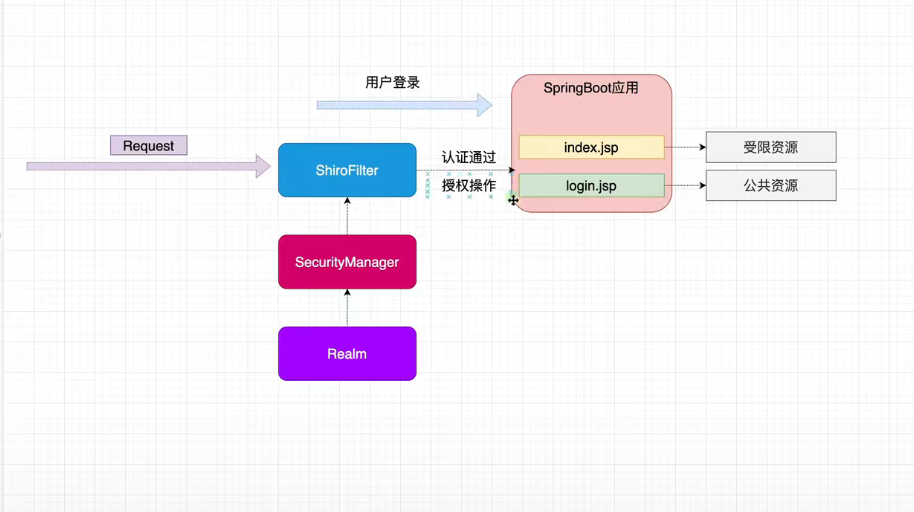 用户登录
SpringBoot应用
Request
ShiroFilter
认证通过
授权操作
index.jsp
受限资源
login.jsp
公共资源
SecurityManager
Realm